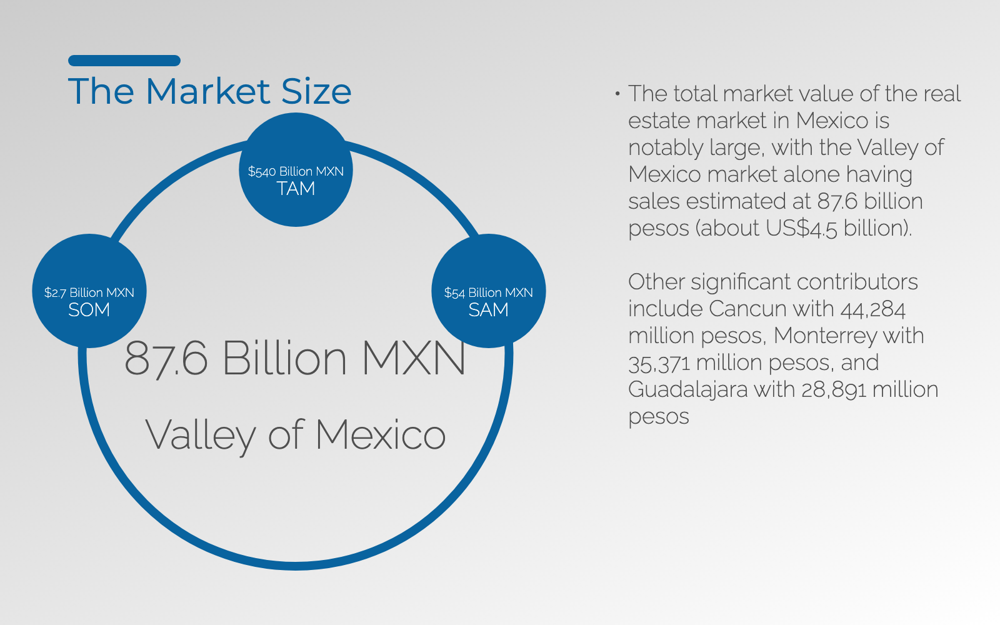 The Market Size
$540 Billion MXN
TAM
$2.7 Billion MXN
SOM
$54 Billion MXN
SAM
87.6 Billion MXN
Valley of Mexico
• The total market value of the real
estate market in Mexico is
notably large, with the Valley of
Mexico market alone having
sales estimated at 87.6 billion
pesos (about US$4.5 billion).
Other significant contributors
include Cancun with 44,284
million pesos, Monterrey with
35,371 million pesos, and
Guadalajara with 28,891 million
pesos